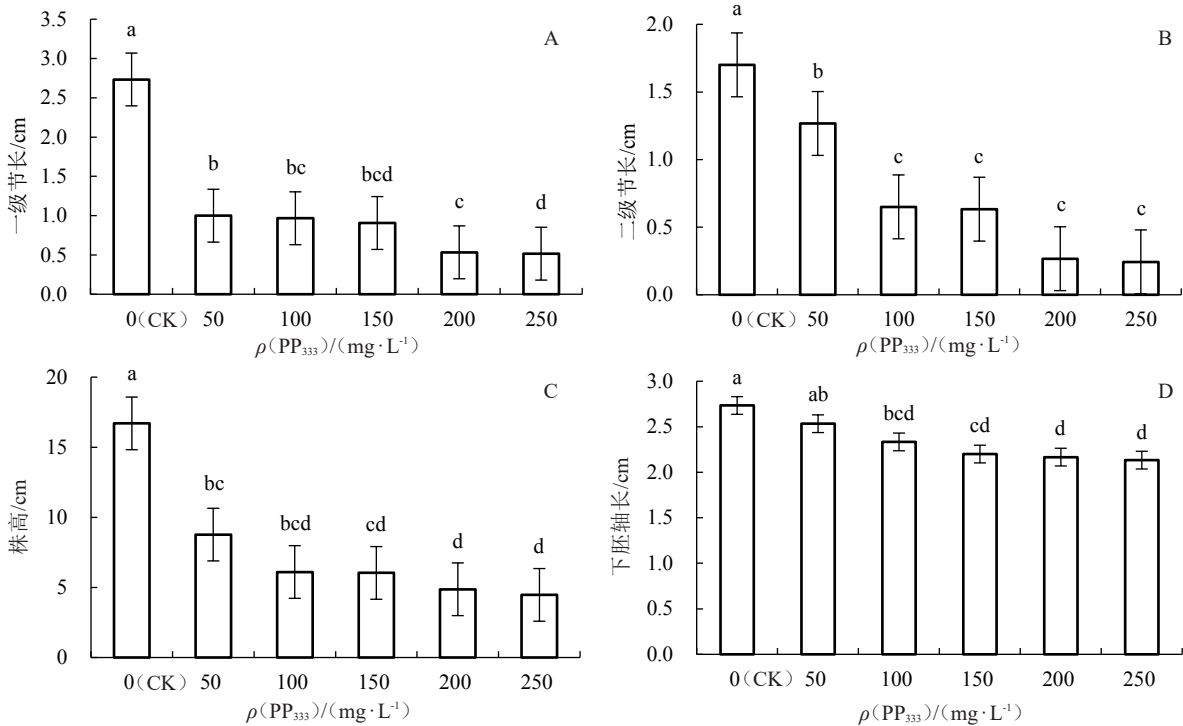 3.5
3.0
2.5
2.0
1.5
1.0
0.5
0.0
一级节长/cm
a
b
bc
bcd
c
d
A
0（CK） 50 100 150 200 250
ρ（PP₃₃₃）/（mg·L⁻¹）
2.0
1.5
1.0
0.5
0.0
二级节长/cm
a
b
c
c
c
c
B
0（CK） 50 100 150 200 250
ρ（PP₃₃₃）/（mg·L⁻¹）
20
15
10
5
0
株高/cm
a
bc
bcd
cd
d
d
C
0（CK） 50 100 150 200 250
ρ（PP₃₃₃）/（mg·L⁻¹）
3.0
2.5
2.0
1.5
1.0
0.5
0.0
下胚轴长/cm
a
ab
bcd
cd
d
d
D
0（CK） 50 100 150 200 250
ρ（PP₃₃₃）/（mg·L⁻¹）